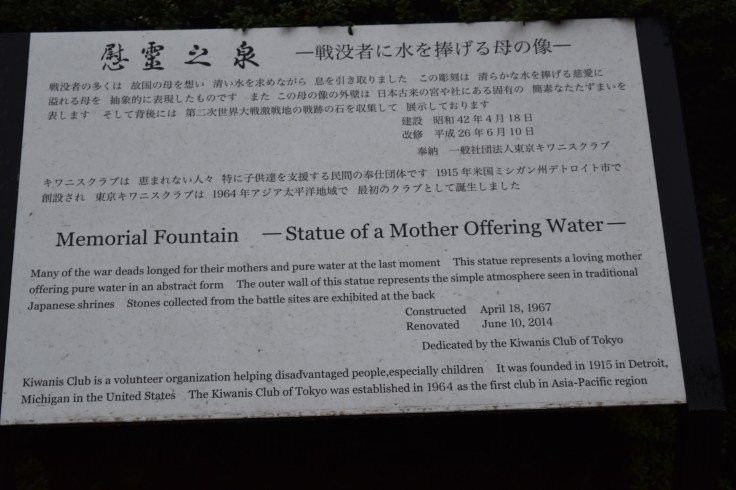 慰霊之泉 ―戦没者に水を捧げる母の像―
戦没者の多くは 故国の母を想い 清い水を求めながら 息を引き取りました この彫刻は 清らかな水を捧げる慈愛に
溢れる母を 抽象的に表現したものです また この母の像の外壁は 日本古来の宮や社にある固有の 簡素なたたずまいを
表します そして背後には 第二次世界大戦激戦地の戦跡の石を収集して 展示しております
建設 昭和42年4月18日
改修 平成26年6月10日
奉納 一般社団法人東京キワニスクラブ
キワニスクラブは 恵まれない人々 特に子供達を支援する民間の奉仕団体です 1915年米国ミシガン州デトロイト市で
創設され 東京キワニスクラブは 1964年アジア太平洋地域で 最初のクラブとして誕生しました
Memorial Fountain ―Statue of a Mother Offering Water―
Many of the war deads longed for their mothers and pure water at the last moment This statue represents a loving mother
offering pure water in an abstract form The outer wall of this statue represents the simple atmosphere seen in traditional
Japanese shrines Stones collected from the battle sites are exhibited at the back
Constructed April 18, 1967
Renovated June 10, 2014
Dedicated by the Kiwanis Club of Tokyo
Kiwanis Club is a volunteer organization helping disadvantaged people,especially children It was founded in 1915 in Detroit,
Michigan in the United States The Kiwanis Club of Tokyo was established in 1964 as the first club in Asia-Pacific region